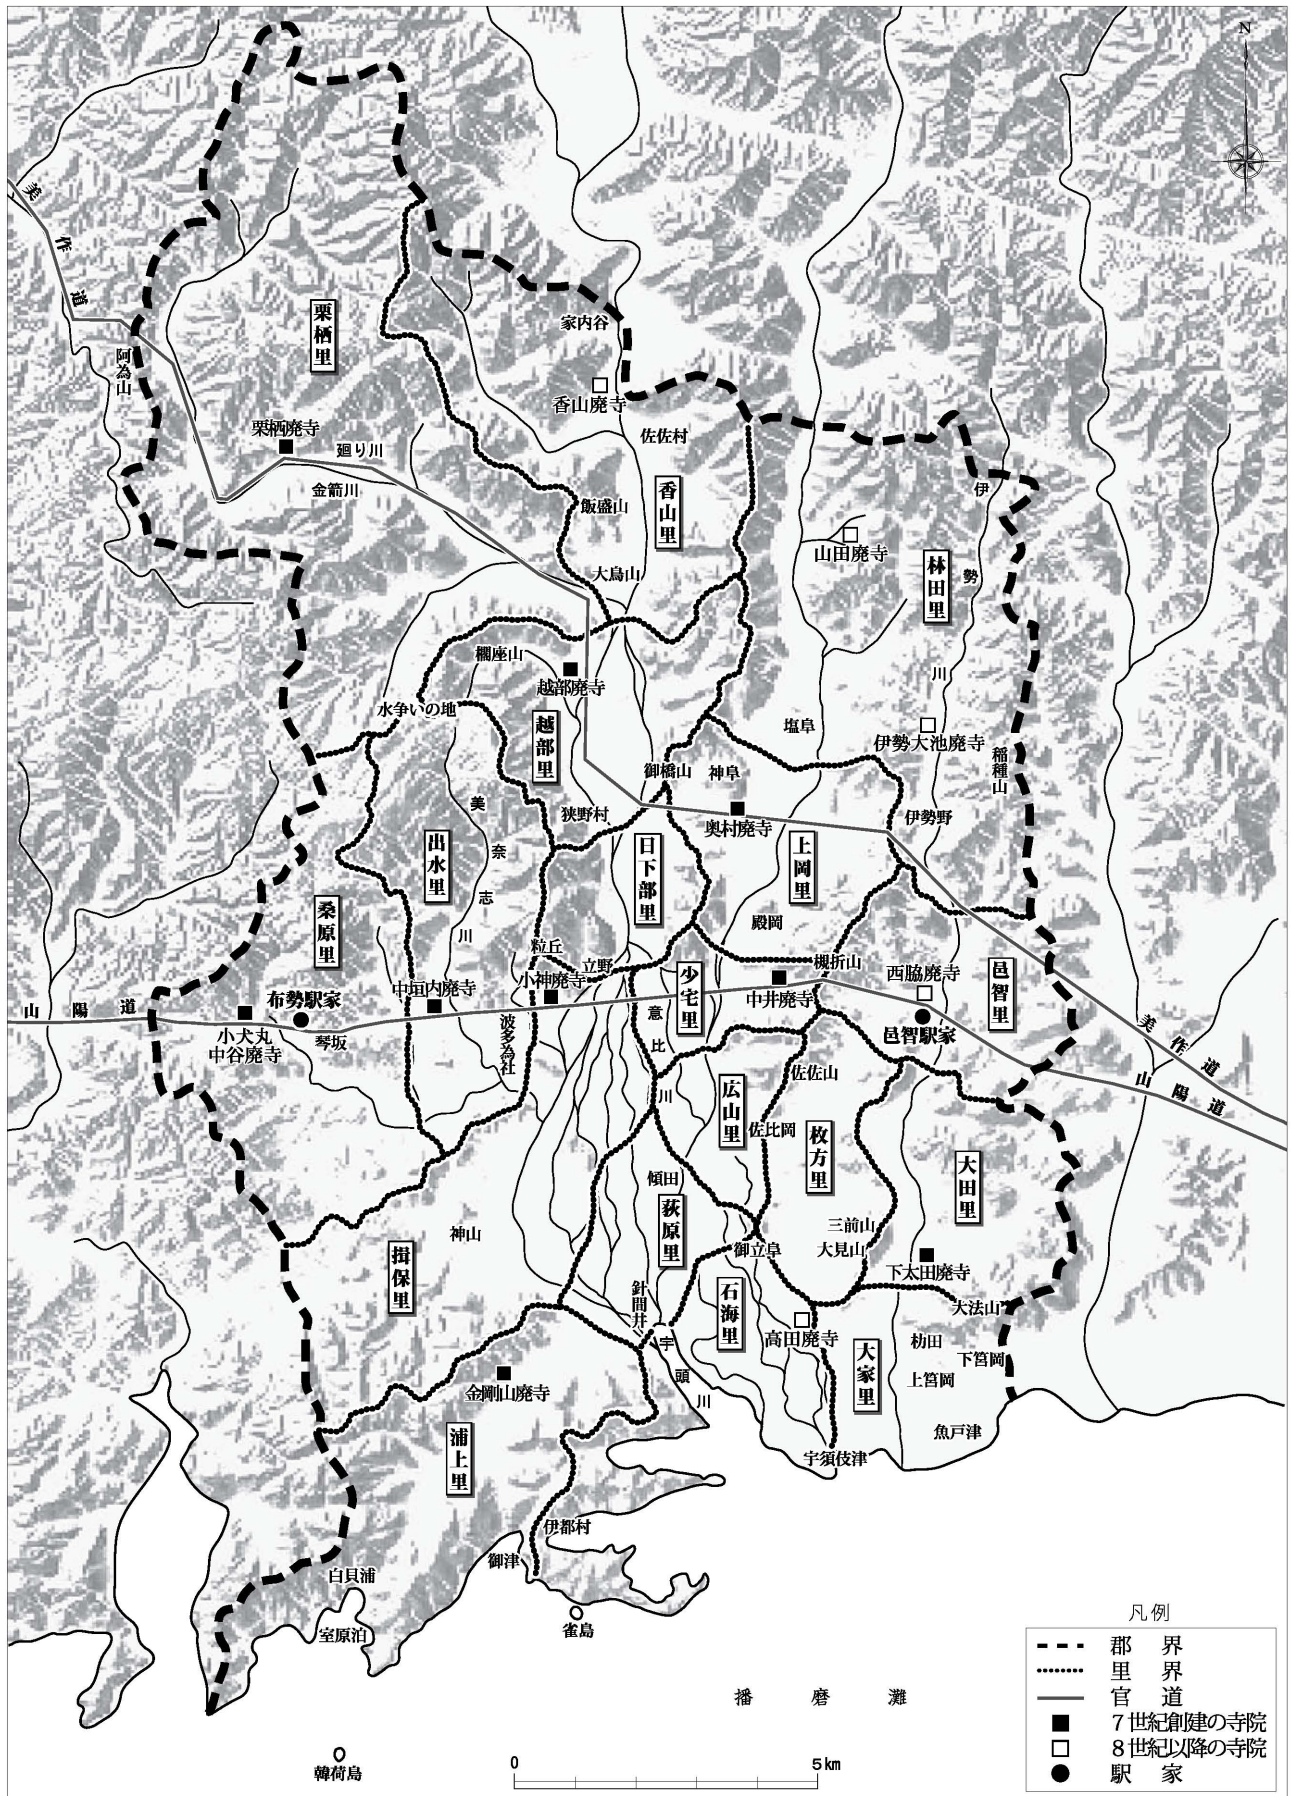 N
美作道
阿為山
栗栖里
家内谷
香山廃寺
佐佐村
栗栖廃寺
廻り川
金箭川
飯盛山
香山里
大鳥山
伊勢川
山田廃寺
林田里
欟座山
越部廃寺
水争いの地
越部里
塩阜
伊勢大池廃寺
稲種山
御橋山
神阜
狭野村
奥村廃寺
伊勢野
美奈志川
出水里
日下部里
上岡里
桑原里
殿岡
粒丘
立野
槻折山
西脇廃寺
邑智里
小神廃寺
中垣内廃寺
少宅里
中井廃寺
邑智駅家
山陽道
布勢駅家
小犬丸
中谷廃寺
琴坂
波多為社
意比川
美作道
山陽道
佐佐山
広山里
佐比岡
枚方里
大田里
傾田
萩原里
神山
揖保里
御立阜
三前山
大見山
下太田廃寺
針間井
石海里
高田廃寺
大法山
宇頭川
大家里
朸田
下筥岡
上筥岡
金剛山廃寺
浦上里
魚戸津
宇須伎津
伊都村
御津
白貝浦
室原泊
雀島
播磨灘
韓荷島
0 5km
凡例
郡界
里界
官道
7世紀創建の寺院
8世紀以降の寺院
駅家